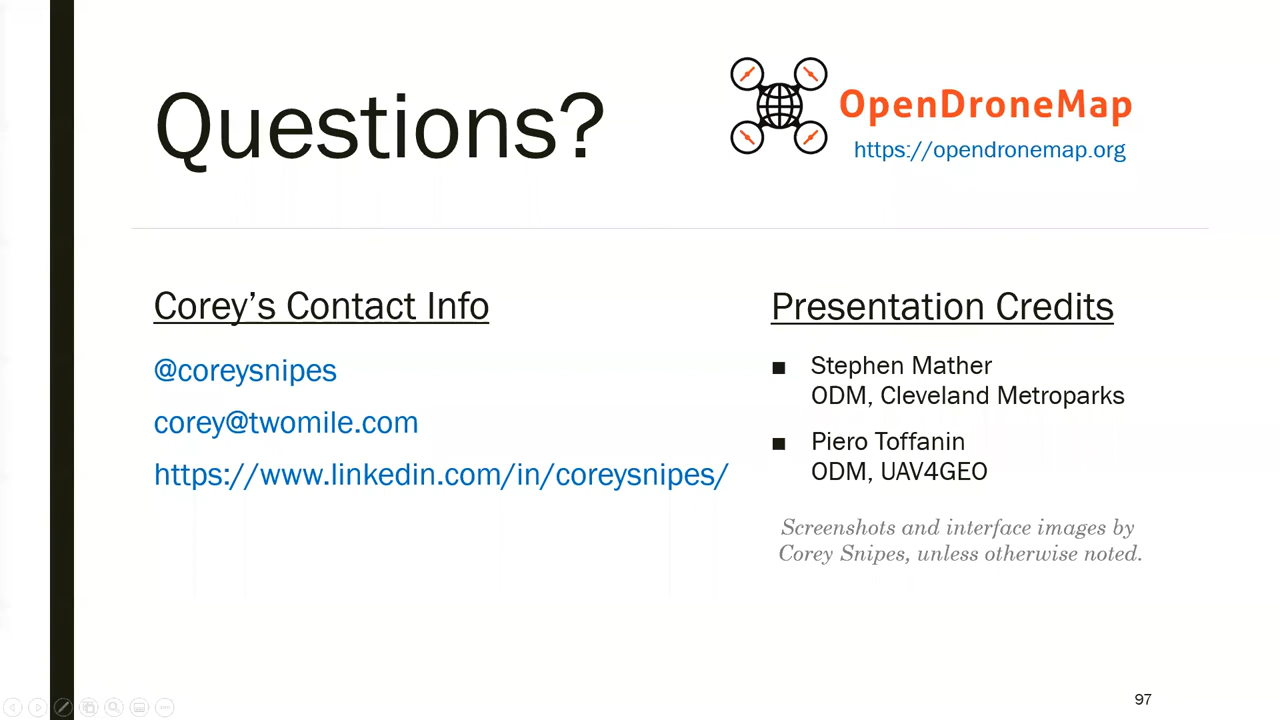 Questions?
OpenDroneMap
https://opendronemap.org
Corey’s Contact Info
@coreysnipes
corey@twomile.com
https://www.linkedin.com/in/coreysnipes/
Presentation Credits
■ Stephen Mather
ODM, Cleveland Metroparks
■ Piero Toffanin
ODM, UAV4GEO
Screenshots and interface images by
Corey Snipes, unless otherwise noted.
97